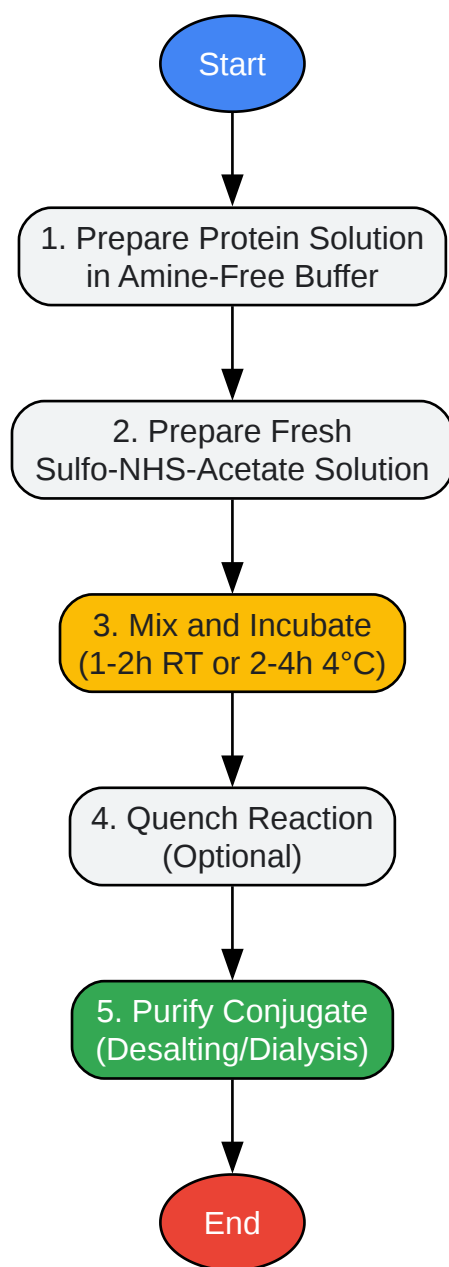 Start
1. Prepare Protein Solution
in Amine-Free Buffer
2. Prepare Fresh
Sulfo-NHS-Acetate Solution
3. Mix and Incubate
(1-2h RT or 2-4h 4°C)
4. Quench Reaction
(Optional)
5. Purify Conjugate
(Desalting/Dialysis)
End